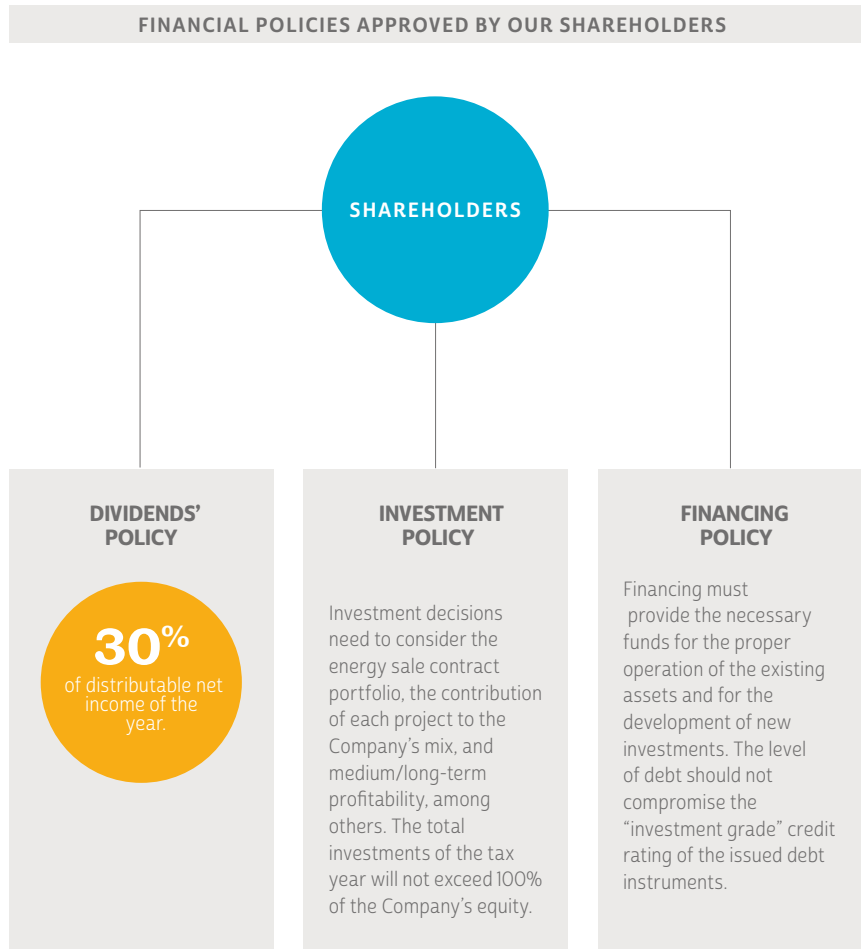 FINANCIAL POLICIES APPROVED BY OUR SHAREHOLDERS
SHAREHOLDERS
DIVIDENDS’
POLICY
30%
of distributable net
income of the
year.
INVESTMENT
POLICY
Investment decisions
need to consider the
energy sale contract
portfolio, the contribution
of each project to the
Company’s mix, and
medium/long-term
profitability, among
others. The total
investments of the tax
year will not exceed 100%
of the Company’s equity.
FINANCING
POLICY
Financing must
provide the necessary
funds for the proper
operation of the existing
assets and for the
development of new
investments. The level
of debt should not
compromise the
“investment grade” credit
rating of the issued debt
instruments.